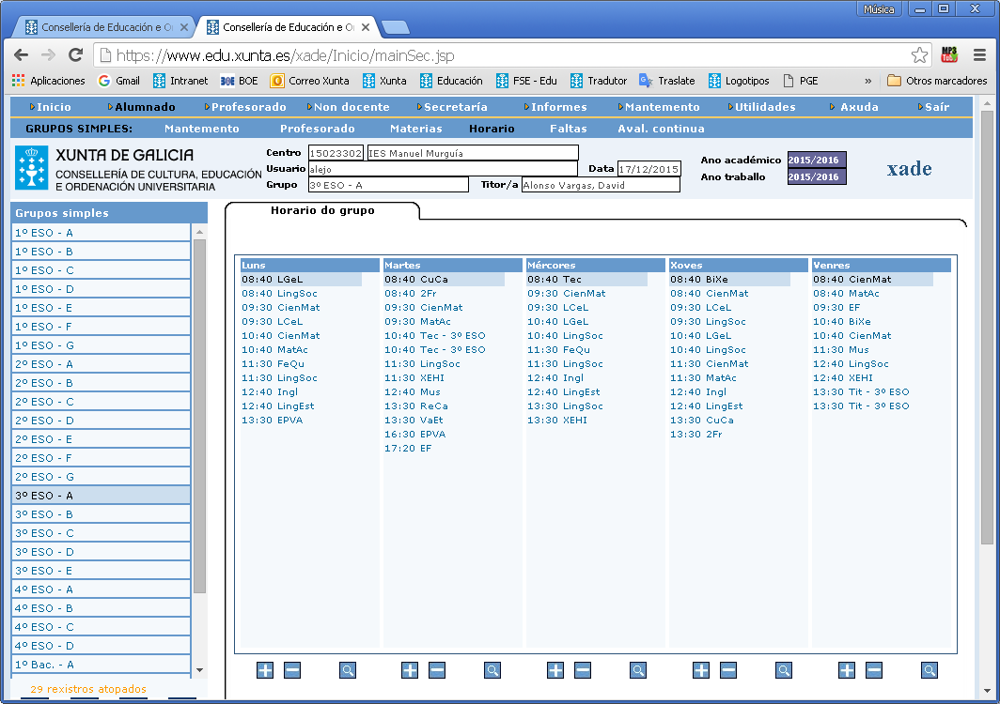 Música
Consellería de Educación e O
Consellería de Educación e O
https://www.edu.xunta.es/xade/Inicio/mainSec.jsp
Aplicaciones Gmail Intranet BOE Correo Xunta Xunta Educación FSE - Edu Tradutor Traslate Logotipos PGE » Otros marcadores
Inicio Alumnado Profesorado Non docente Secretaría Informes Mantemento Utilidades Axuda Saír
GRUPOS SIMPLES: Mantemento Profesorado Materias Horario Faltas Aval. continua
XUNTA DE GALICIA
CONSELLERÍA DE CULTURA, EDUCACIÓN
E ORDENACIÓN UNIVERSITARIA
Centro 15023302 IES Manuel Murguía
Usuario alejo Data 17/12/2015
Grupo 3º ESO - A Titor/a Alonso Vargas, David
Ano académico 2015/2016
Ano traballo 2015/2016
xade
Grupos simples
1º ESO - A
1º ESO - B
1º ESO - C
1º ESO - D
1º ESO - E
1º ESO - F
1º ESO - G
2º ESO - A
2º ESO - B
2º ESO - C
2º ESO - D
2º ESO - E
2º ESO - F
2º ESO - G
3º ESO - A
3º ESO - B
3º ESO - C
3º ESO - D
3º ESO - E
4º ESO - A
4º ESO - B
4º ESO - C
4º ESO - D
1º Bac. - A
29 rexistros atopados
Horario do grupo
Luns
08:40 LGeL
08:40 LingSoc
09:30 CienMat
09:30 LCeL
10:40 CienMat
10:40 MatAc
11:30 FeQu
11:30 LingSoc
12:40 Ingl
12:40 LingEst
13:30 EPVA
Martes
08:40 CuCa
08:40 2Fr
09:30 CienMat
09:30 MatAc
10:40 Tec - 3º ESO
10:40 Tec - 3º ESO
11:30 LingSoc
11:30 XEHI
12:40 Mus
13:30 ReCa
13:30 VaEt
16:30 EPVA
17:20 EF
Mércores
08:40 Tec
09:30 CienMat
09:30 LCeL
10:40 LGeL
10:40 LingSoc
11:30 FeQu
11:30 LingSoc
12:40 Ingl
12:40 LingEst
13:30 LingSoc
13:30 XEHI
Xoves
08:40 BiXe
08:40 CienMat
09:30 LCeL
09:30 LingSoc
10:40 LGeL
10:40 LingSoc
11:30 CienMat
11:30 MatAc
12:40 Ingl
12:40 LingEst
13:30 CuCa
13:30 2Fr
Venres
08:40 CienMat
08:40 MatAc
09:30 EF
10:40 BiXe
10:40 CienMat
11:30 Mus
12:40 LingSoc
12:40 XEHI
13:30 Tit - 3º ESO
13:30 Tit - 3º ESO